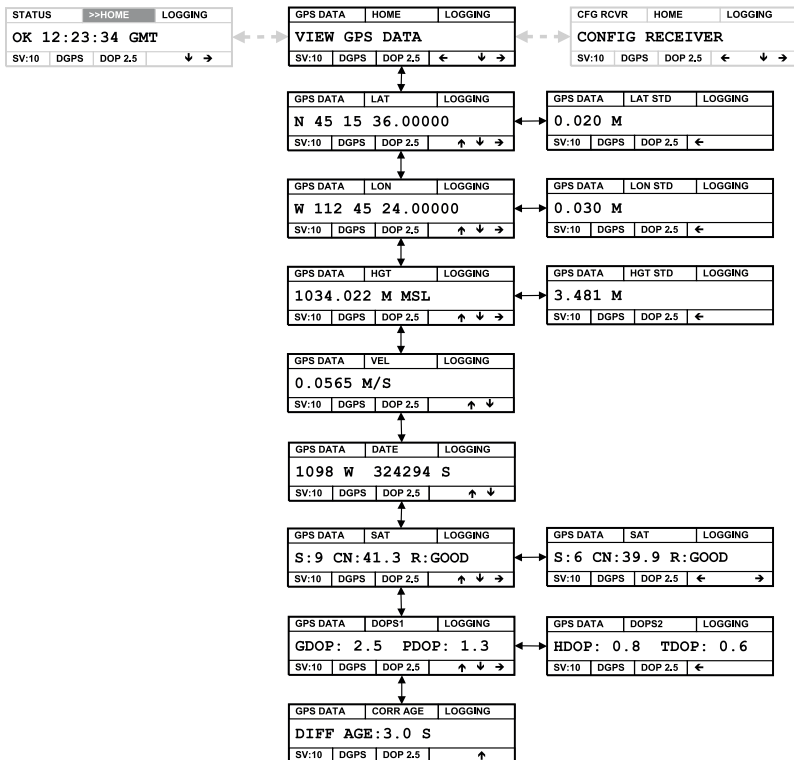 STATUS >>HOME LOGGING
OK 12:23:34 GMT
SV:10 DGPS DOP 2.5 ↓ →
GPS DATA HOME LOGGING
VIEW GPS DATA
SV:10 DGPS DOP 2.5 ← ↓ →
CFG RCVR HOME LOGGING
CONFIG RECEIVER
SV:10 DGPS DOP 2.5 ← ↓ →
GPS DATA LAT LOGGING
N 45 15 36.00000
SV:10 DGPS DOP 2.5 ↑ ↓ →
GPS DATA LAT STD LOGGING
0.020 M
SV:10 DGPS DOP 2.5 ←
GPS DATA LON LOGGING
W 112 45 24.00000
SV:10 DGPS DOP 2.5 ↑ ↓ →
GPS DATA LON STD LOGGING
0.030 M
SV:10 DGPS DOP 2.5 ←
GPS DATA HGT LOGGING
1034.022 M MSL
SV:10 DGPS DOP 2.5 ↑ ↓ →
GPS DATA HGT STD LOGGING
3.481 M
SV:10 DGPS DOP 2.5 ←
GPS DATA VEL LOGGING
0.0565 M/S
SV:10 DGPS DOP 2.5 ↑ ↓
GPS DATA DATE LOGGING
1098 W 324294 S
SV:10 DGPS DOP 2.5 ↑ ↓
GPS DATA SAT LOGGING
S:9 CN:41.3 R:GOOD
SV:10 DGPS DOP 2.5 ↑ ↓ →
GPS DATA SAT LOGGING
S:6 CN:39.9 R:GOOD
SV:10 DGPS DOP 2.5 ← →
GPS DATA DOPS1 LOGGING
GDOP: 2.5 PDOP: 1.3
SV:10 DGPS DOP 2.5 ↑ ↓ →
GPS DATA DOPS2 LOGGING
HDOP: 0.8 TDOP: 0.6
SV:10 DGPS DOP 2.5 ←
GPS DATA CORR AGE LOGGING
DIFF AGE:3.0 S
SV:10 DGPS DOP 2.5 ↑